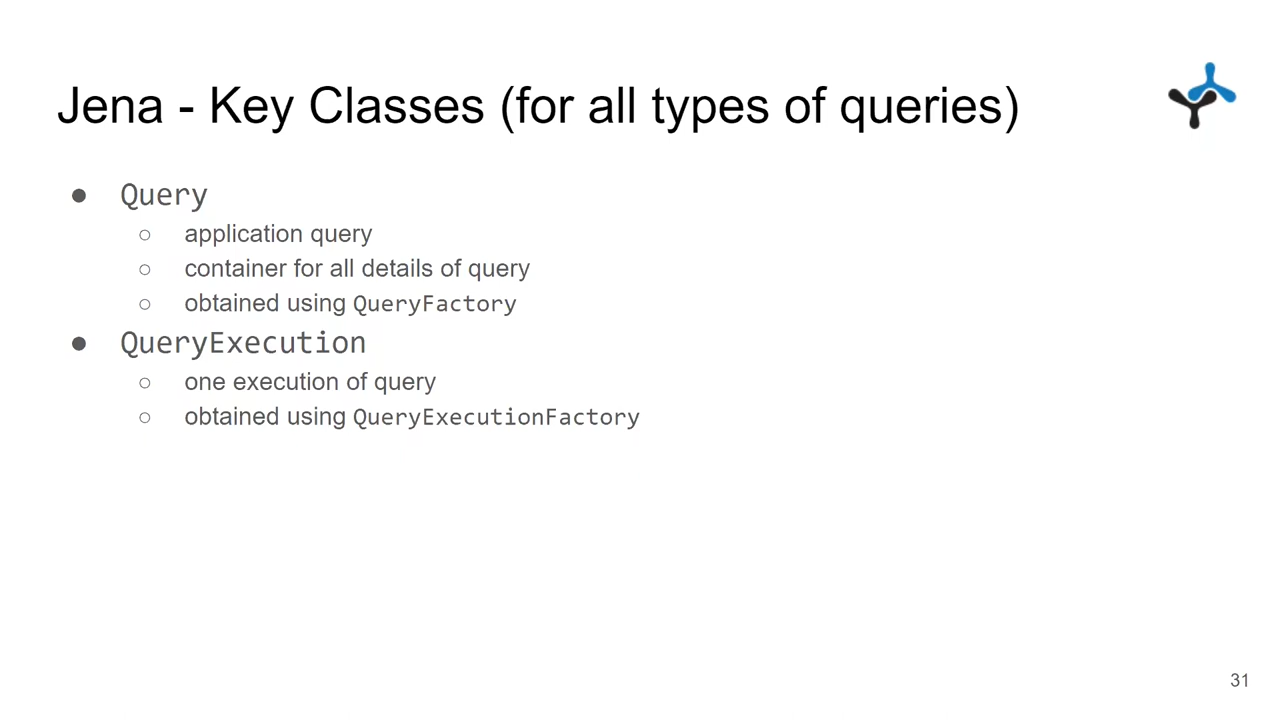 Jena - Key Classes (for all types of queries)
● Query
○ application query
○ container for all details of query
○ obtained using QueryFactory
● QueryExecution
○ one execution of query
○ obtained using QueryExecutionFactory
31